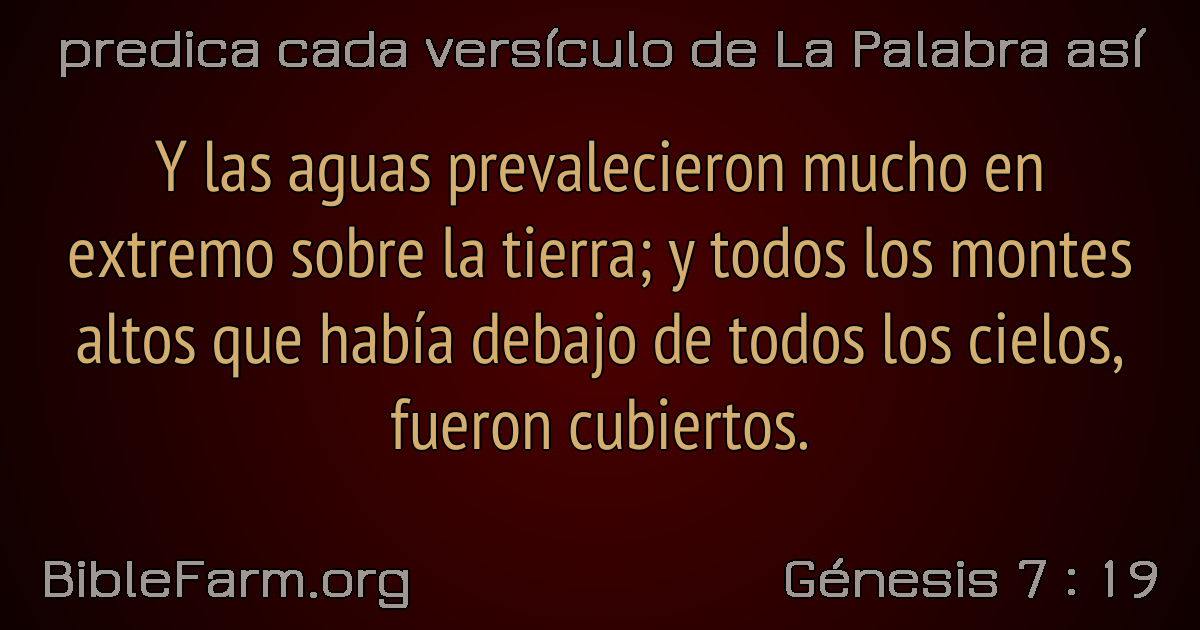 predica cada versículo de La Palabra así
Y las aguas prevalecieron mucho en
extremo sobre la tierra; y todos los montes
altos que había debajo de todos los cielos,
fueron cubiertos.
BibleFarm.org
Génesis 7 : 19